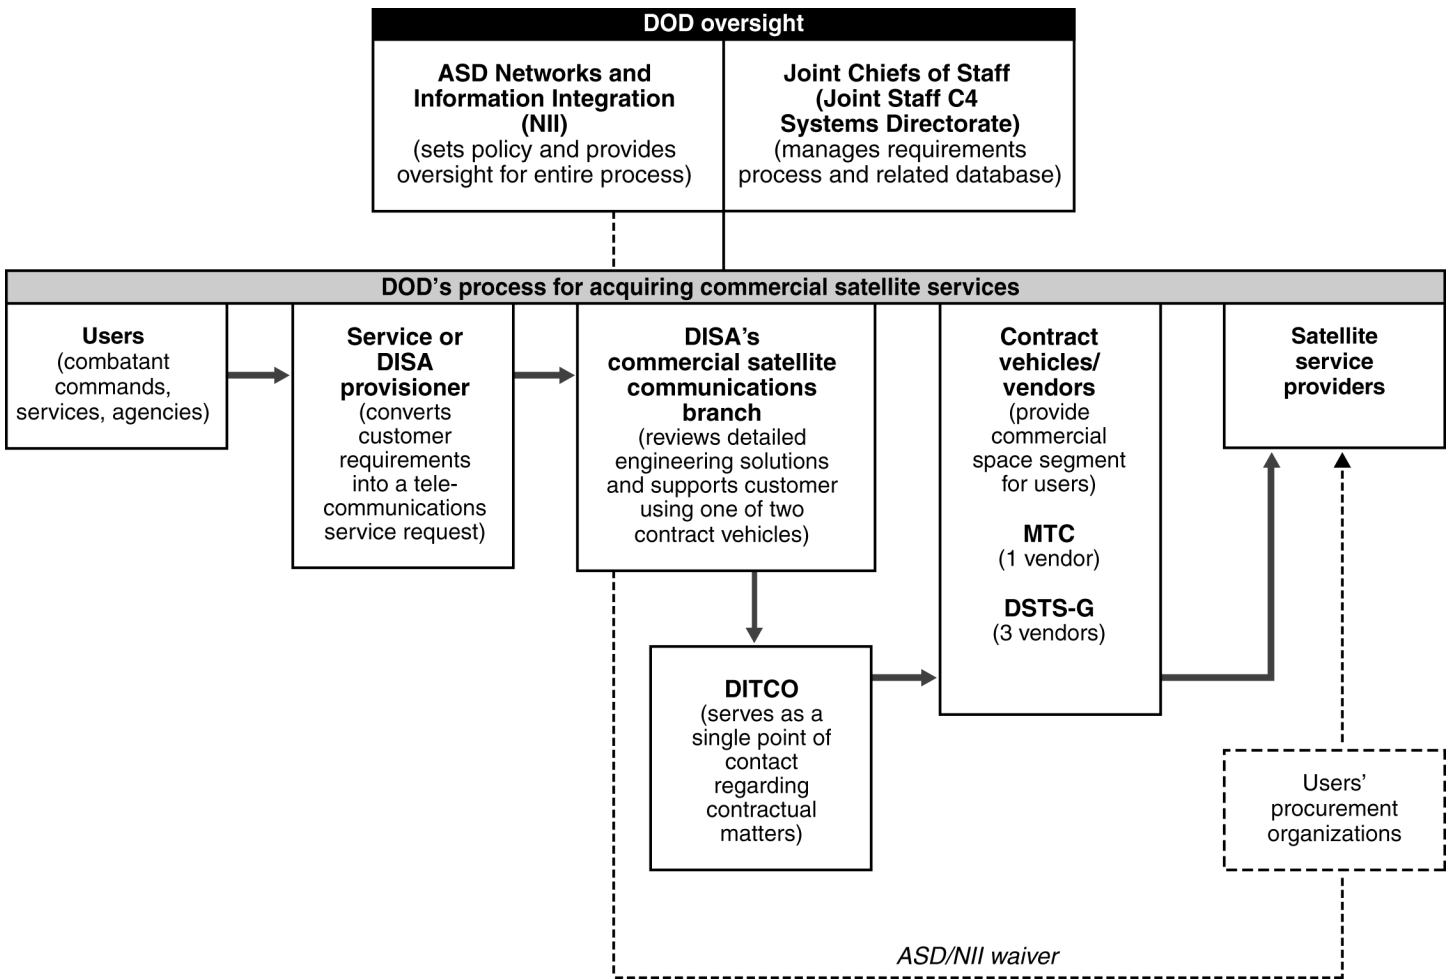 DOD oversight
ASD Networks and
Information Integration
(NII)
(sets policy and provides
oversight for entire process)
Joint Chiefs of Staff
(Joint Staff C4
Systems Directorate)
(manages requirements
process and related database)
DOD's process for acquiring commercial satellite services
Users
(combatant
commands,
services, agencies)
Service or
DISA
provisioner
(converts
customer
requirements
into a tele-
communications
service request)
DISA's
commercial satellite
communications
branch
(reviews detailed
engineering solutions
and supports customer
using one of two
contract vehicles)
DITCO
(serves as a
single point of
contact
regarding
contractual
matters)
Contract
vehicles/
vendors
(provide
commercial
space segment
for users)
MTC
(1 vendor)
DSTS-G
(3 vendors)
Satellite
service
providers
Users'
procurement
organizations
ASD/NII waiver